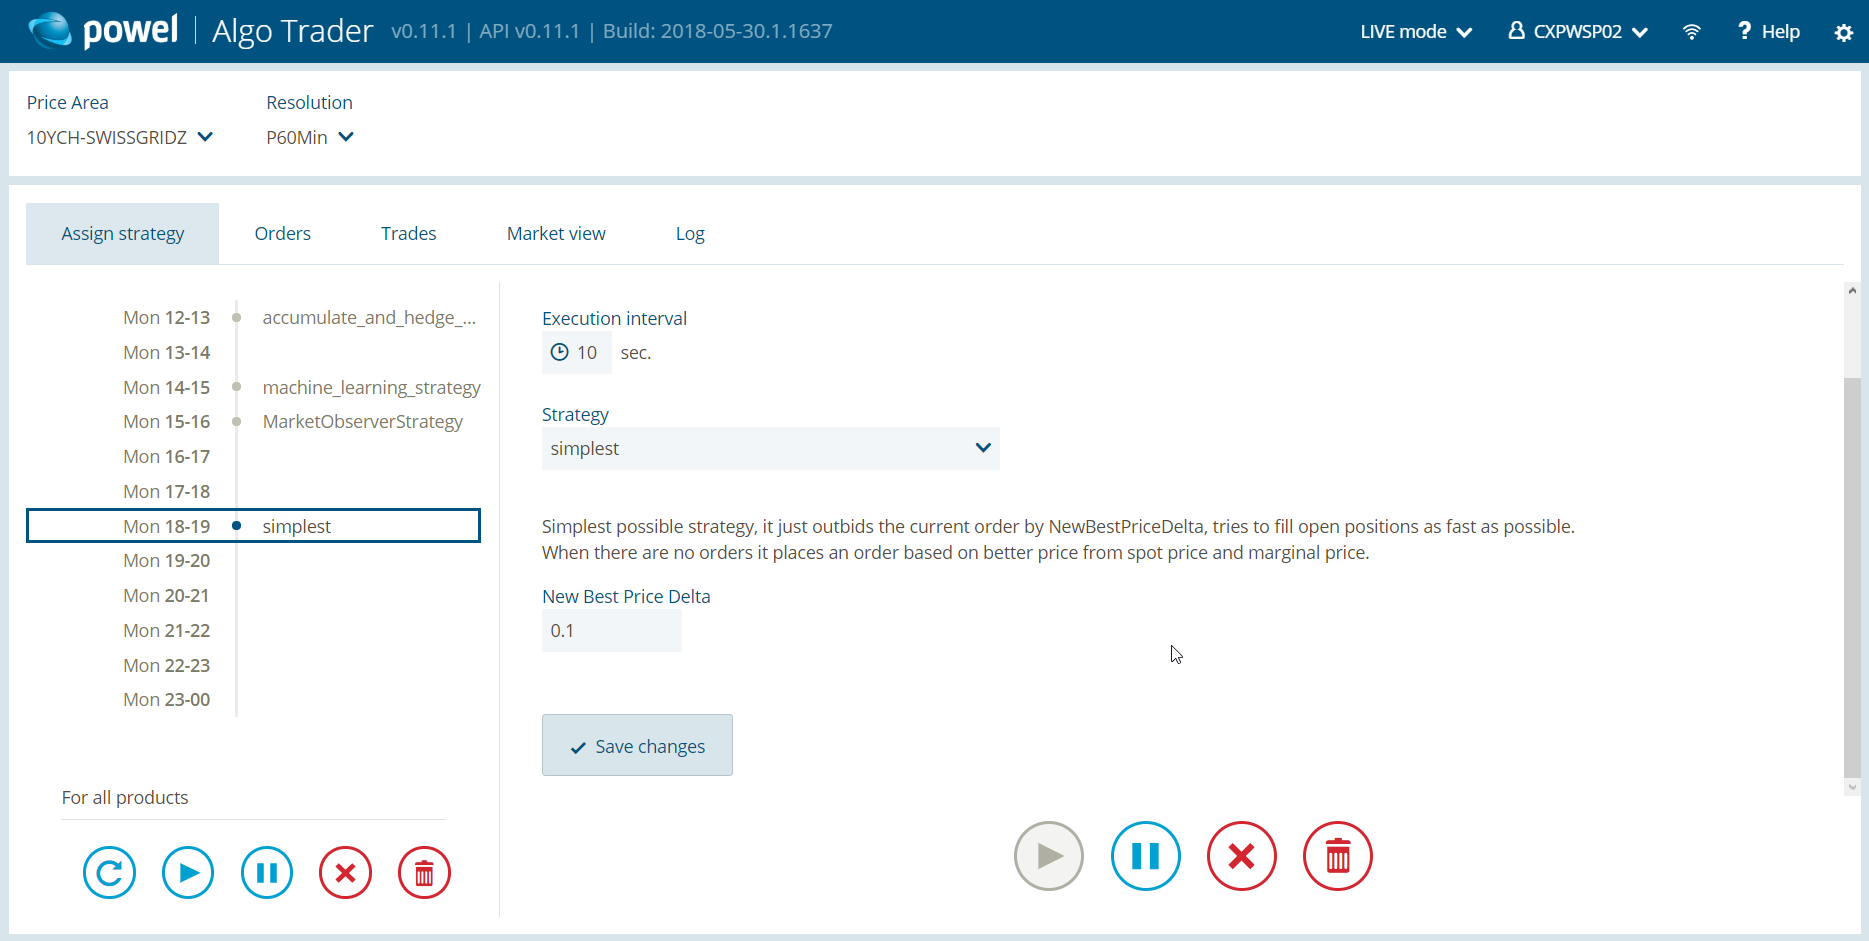 powel | Algo Trader v0.11.1 | API v0.11.1 | Build: 2018-05-30.1.1637
LIVE mode
CXPWSP02
? Help
Price Area
Resolution
10YCH-SWISSGRIDZ
P60Min
Assign strategy
Orders
Trades
Market view
Log
Mon 12-13 accumulate_and_hedge_...
Mon 13-14
Mon 14-15 machine_learning_strategy
Mon 15-16 MarketObserverStrategy
Mon 16-17
Mon 17-18
Mon 18-19 simplest
Mon 19-20
Mon 20-21
Mon 21-22
Mon 22-23
Mon 23-00
For all products
Execution interval
10 sec.
Strategy
simplest
Simplest possible strategy, it just outbids the current order by NewBestPriceDelta, tries to fill open positions as fast as possible.
When there are no orders it places an order based on better price from spot price and marginal price.
New Best Price Delta
0.1
Save changes